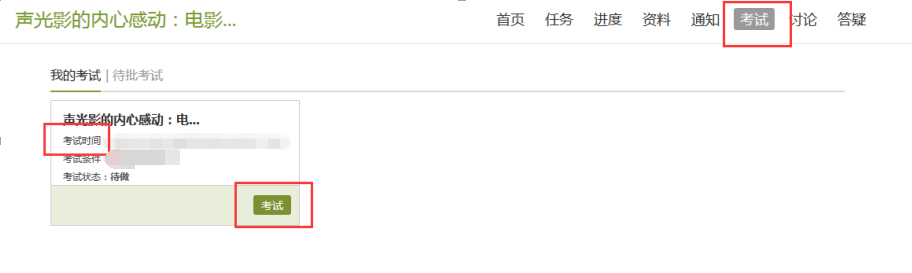 声光影的内心感动：电影...
首页 任务 进度 资料 通知 考试 讨论 答疑
我的考试 | 待批考试
声光影的内心感动：电...
考试时间
考试条件：
考试状态：待做
考试